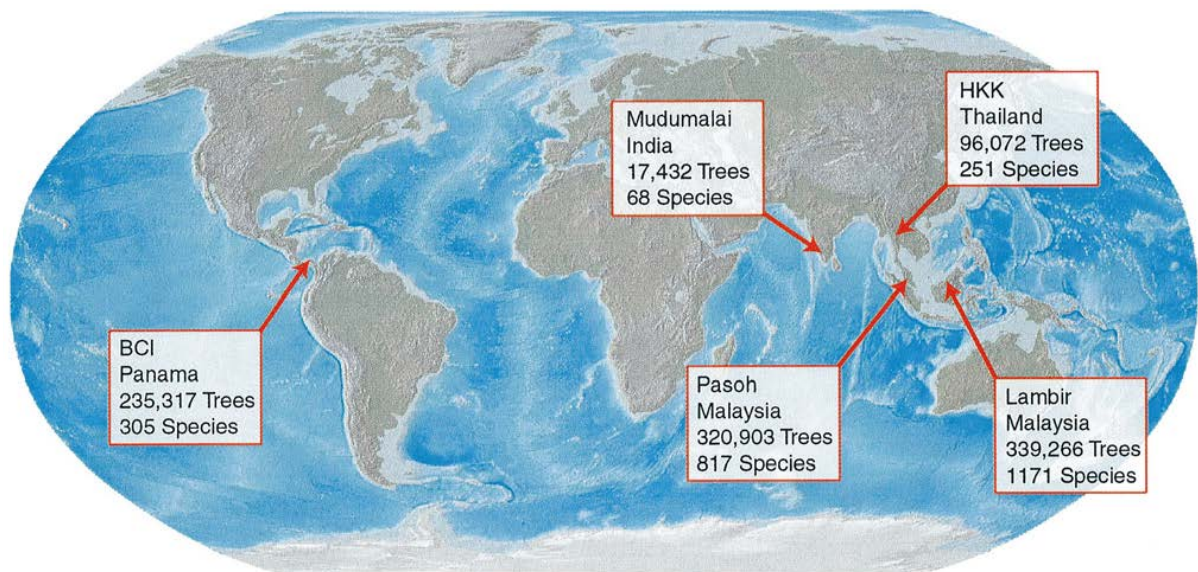 HKK
Thailand
96,072 Trees
251 Species
Mudumalai
India
17,432 Trees
68 Species
BCI
Panama
235,317 Trees
305 Species
Pasoh
Malaysia
320,903 Trees
817 Species
Lambir
Malaysia
339,266 Trees
1171 Species